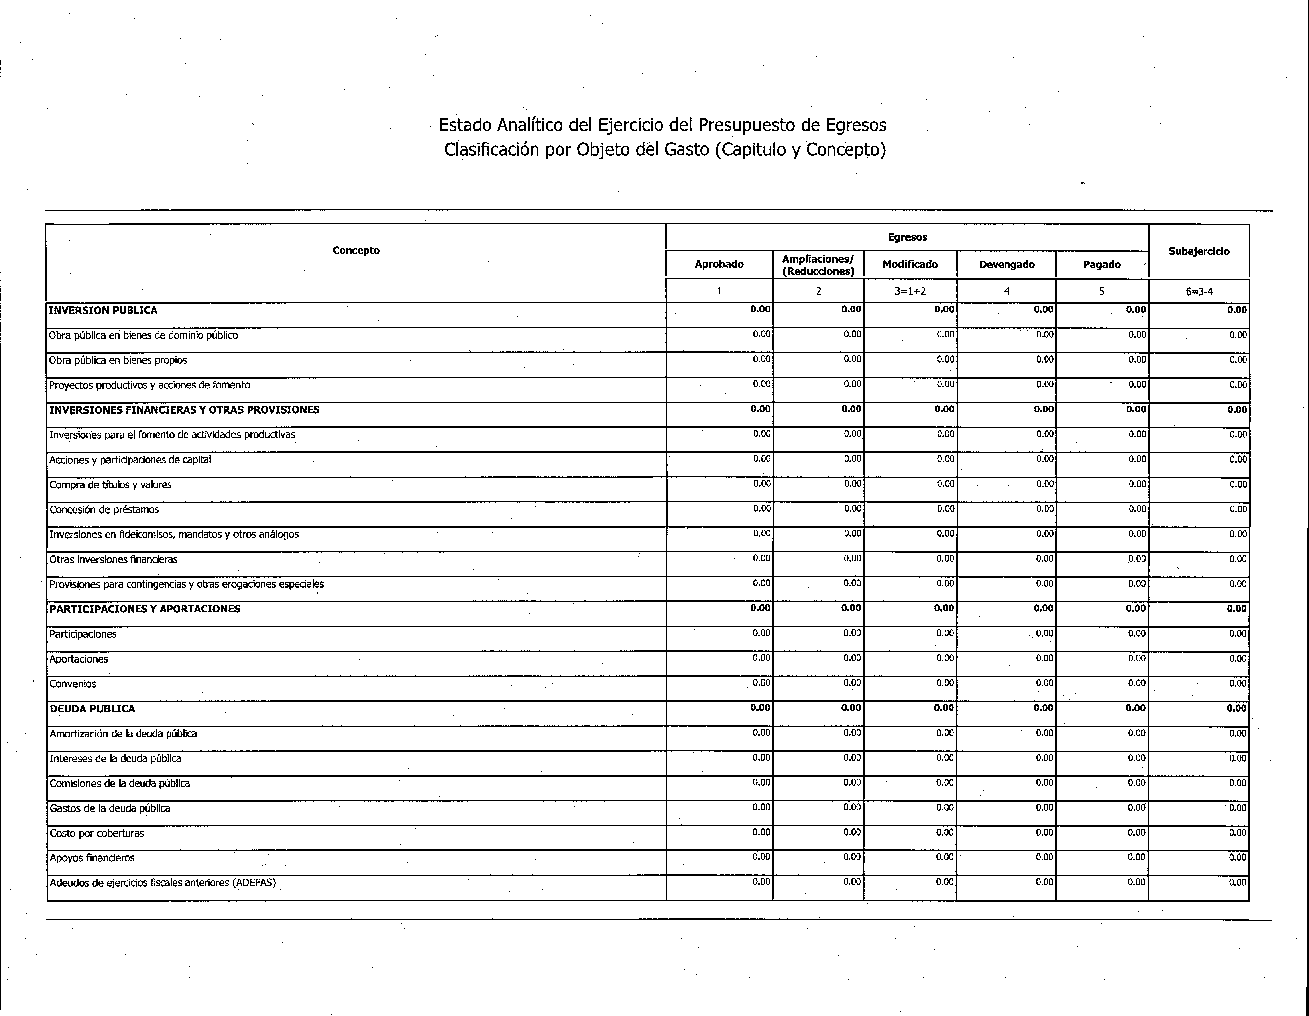 Estado Analítico del Ejercicio del Presupuesto de Egresos
Clasificación por Objeto del Gasto (Capitulo y Concepto)
Concepto Egresos Subejercicio
Aprobado Ampliaciones/ (Reducciones) Modificado Devengado Pagado
1 2 3=1+2 4 5 6=3-4
INVERSION PUBLICA 0.00 0.00 0.00 0.00 0.00 0.00
Obra pública en bienes de dominio público 0.00 0.00 0.00 0.00 0.00 0.00
Obra pública en bienes propios 0.00 0.00 0.00 0.00 0.00 0.00
Proyectos productivos y acciones de fomento 0.00 0.00 0.00 0.00 0.00 0.00
INVERSIONES FINANCIERAS Y OTRAS PROVISIONES 0.00 0.00 0.00 0.00 0.00 0.00
Inversiones para el fomento de actividades productivas 0.00 0.00 0.00 0.00 0.00 0.00
Acciones y participaciones de capital 0.00 0.00 0.00 0.00 0.00 0.00
Compra de títulos y valores 0.00 0.00 0.00 0.00 0.00 0.00
Concesión de préstamos 0.00 0.00 0.00 0.00 0.00 0.00
Inversiones en fideicomisos, mandatos y otros análogos 0.00 0.00 0.00 0.00 0.00 0.00
Otras inversiones financieras 0.00 0.00 0.00 0.00 0.00 0.00
Provisiones para contingencias y otras erogaciones especiales 0.00 0.00 0.00 0.00 0.00 0.00
PARTICIPACIONES Y APORTACIONES 0.00 0.00 0.00 0.00 0.00 0.00
Participaciones 0.00 0.00 0.00 0.00 0.00 0.00
Aportaciones 0.00 0.00 0.00 0.00 0.00 0.00
Convenios 0.00 0.00 0.00 0.00 0.00 0.00
DEUDA PUBLICA 0.00 0.00 0.00 0.00 0.00 0.00
Amortización de la deuda pública 0.00 0.00 0.00 0.00 0.00 0.00
Intereses de la deuda pública 0.00 0.00 0.00 0.00 0.00 0.00
Comisiones de la deuda pública 0.00 0.00 0.00 0.00 0.00 0.00
Gastos de la deuda pública 0.00 0.00 0.00 0.00 0.00 0.00
Costo por coberturas 0.00 0.00 0.00 0.00 0.00 0.00
Apoyos financieros 0.00 0.00 0.00 0.00 0.00 0.00
Adeudos de ejercicios fiscales anteriores (ADEFAS) 0.00 0.00 0.00 0.00 0.00 0.00